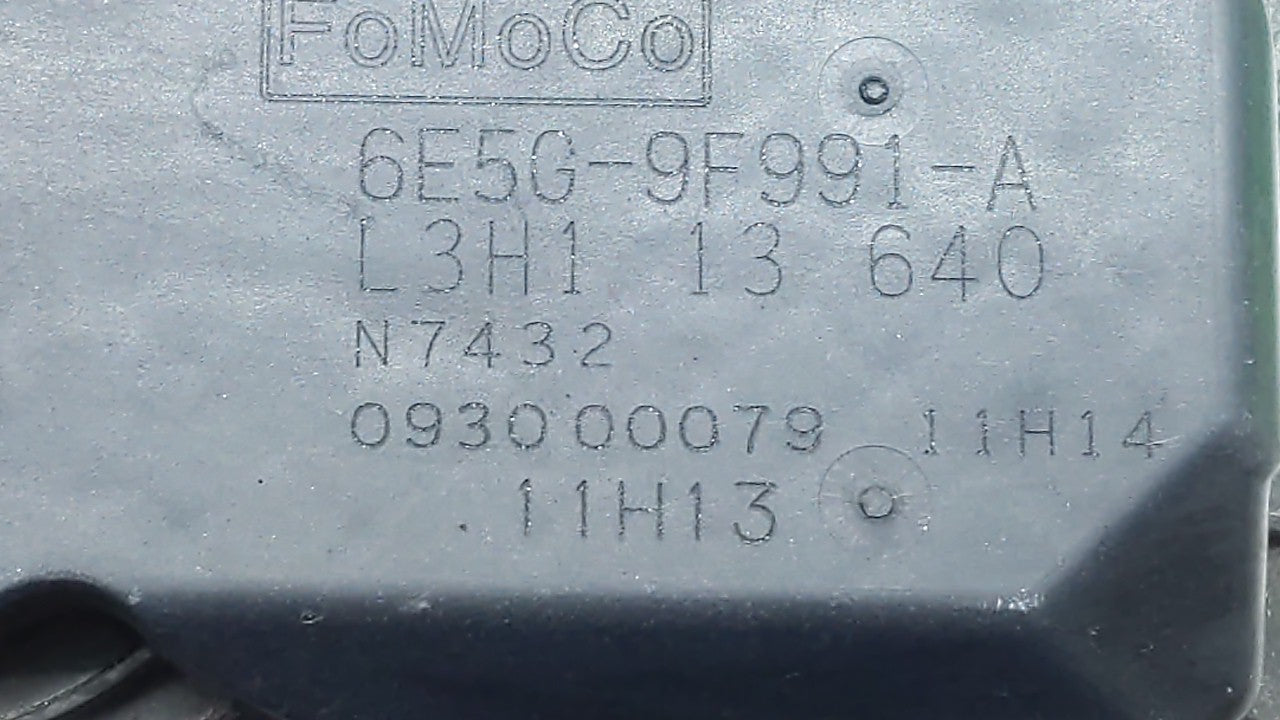 FoMoCo
6E5G-9F991-A
L3H1 13 640
N7432
093000079 11H14
11H13